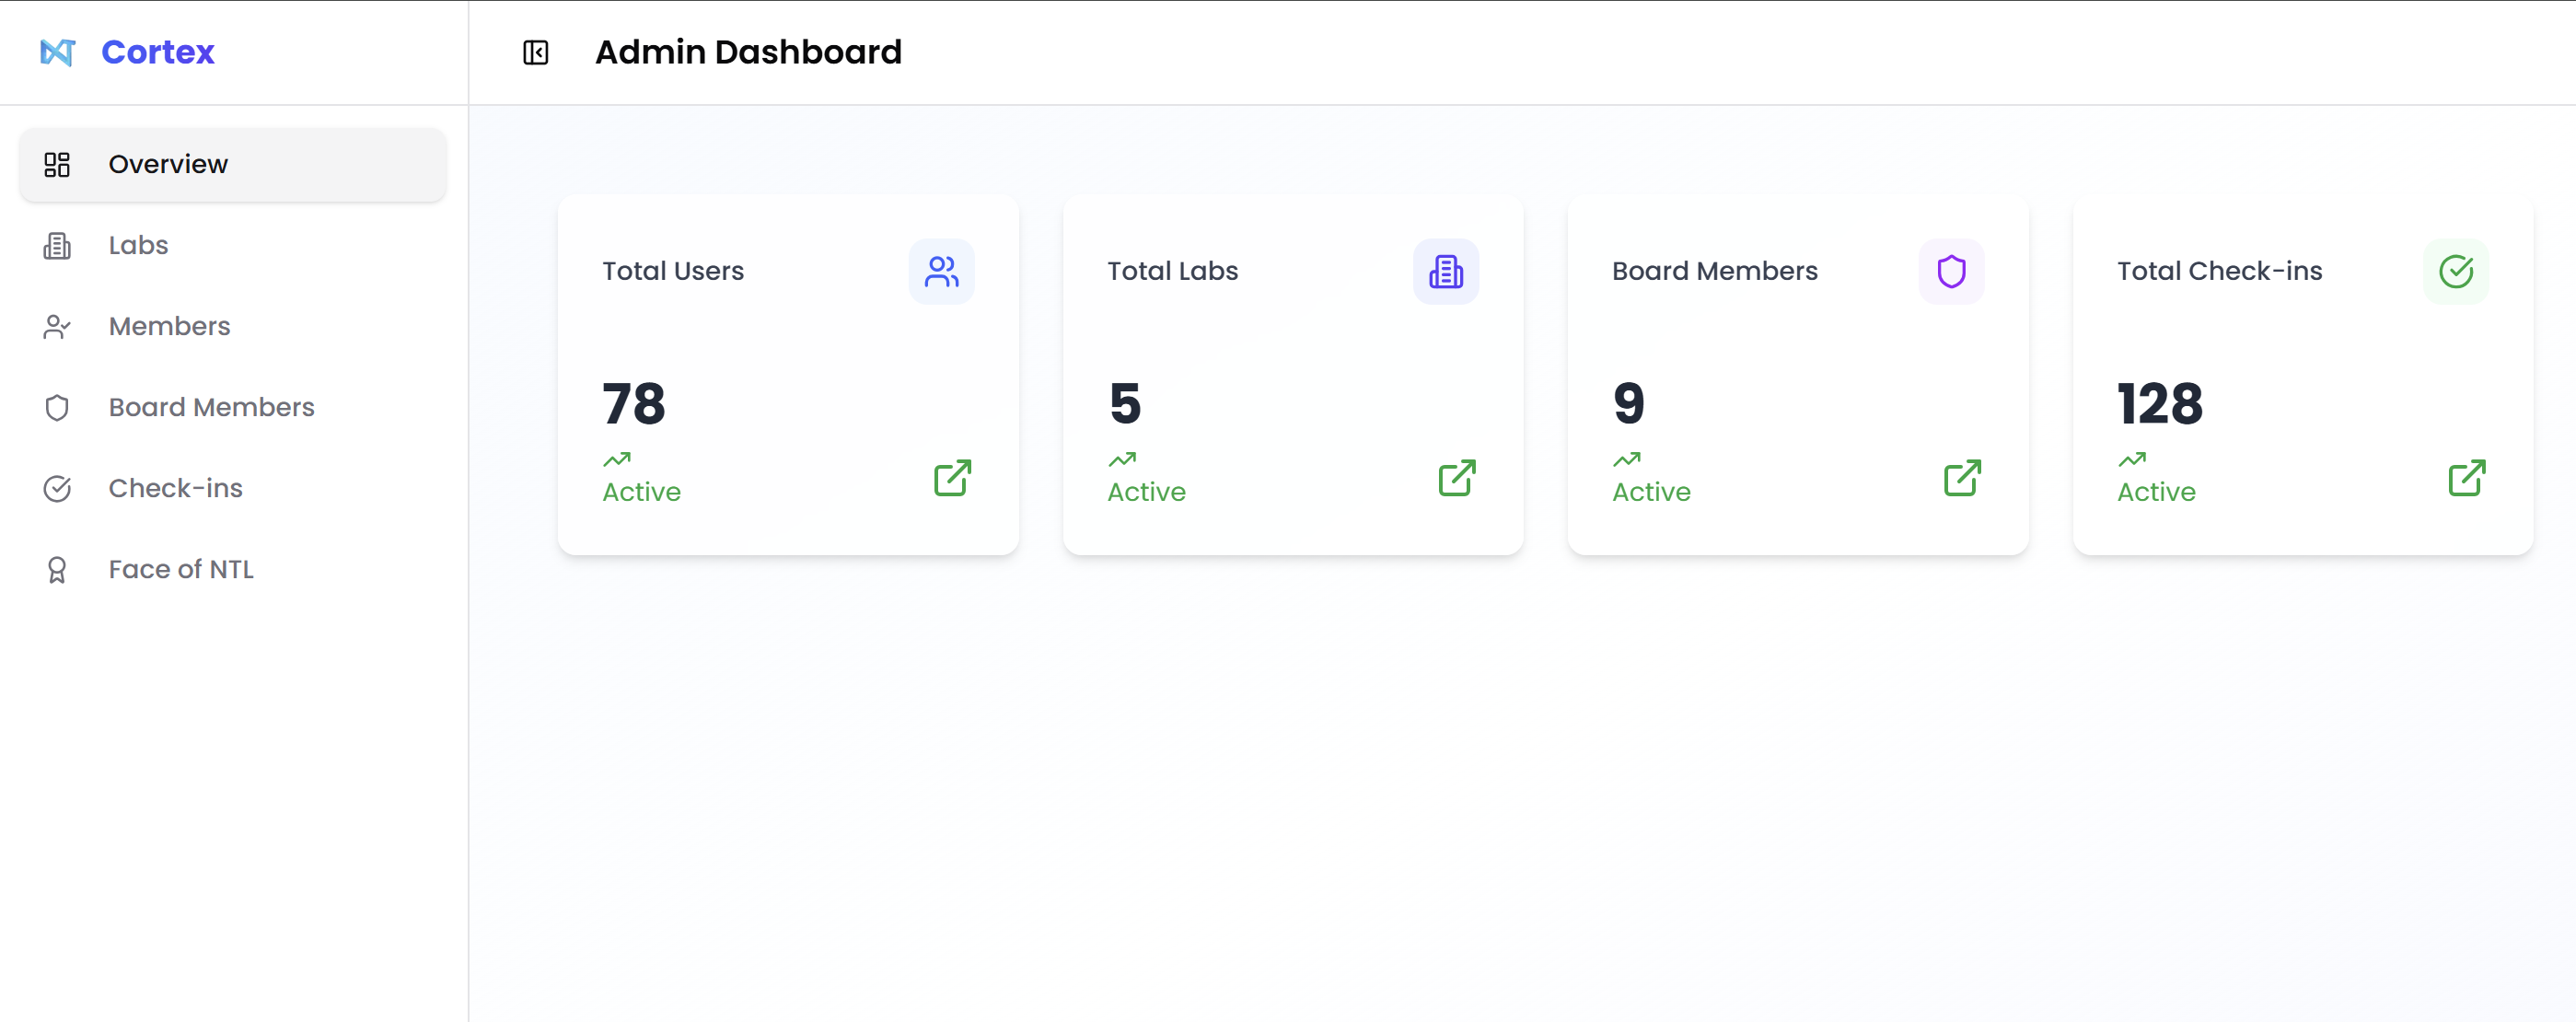 Cortex
Admin Dashboard
Overview
Labs
Members
Board Members
Check-ins
Face of NTL
Total Users
78
Active
Total Labs
5
Active
Board Members
9
Active
Total Check-ins
128
Active